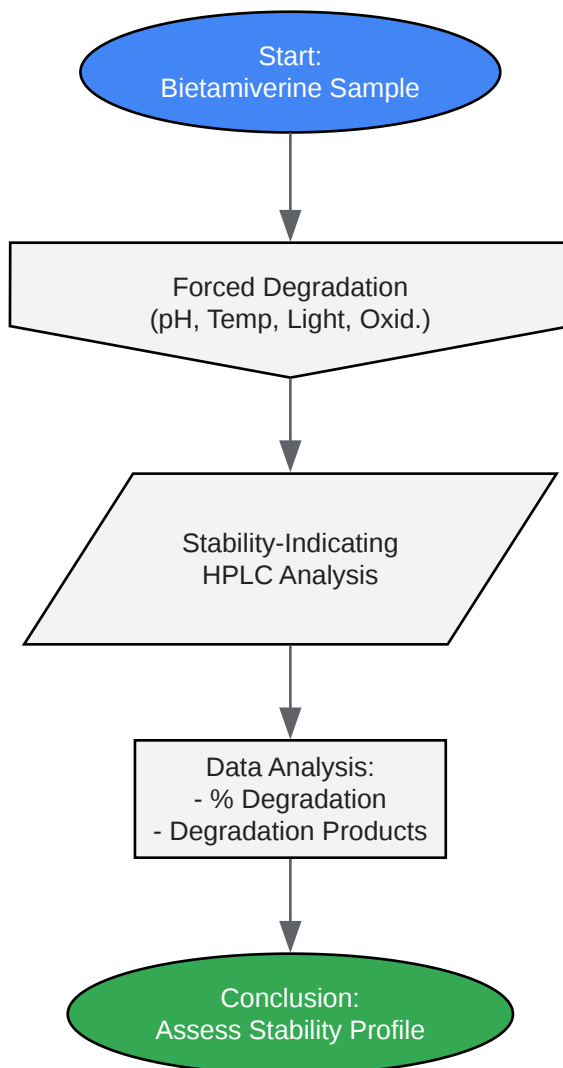 Start:
Bietamiverine Sample
Forced Degradation
(pH, Temp, Light, Oxid.)
Stability-Indicating
HPLC Analysis
Data Analysis:
- % Degradation
- Degradation Products
Conclusion:
Assess Stability Profile